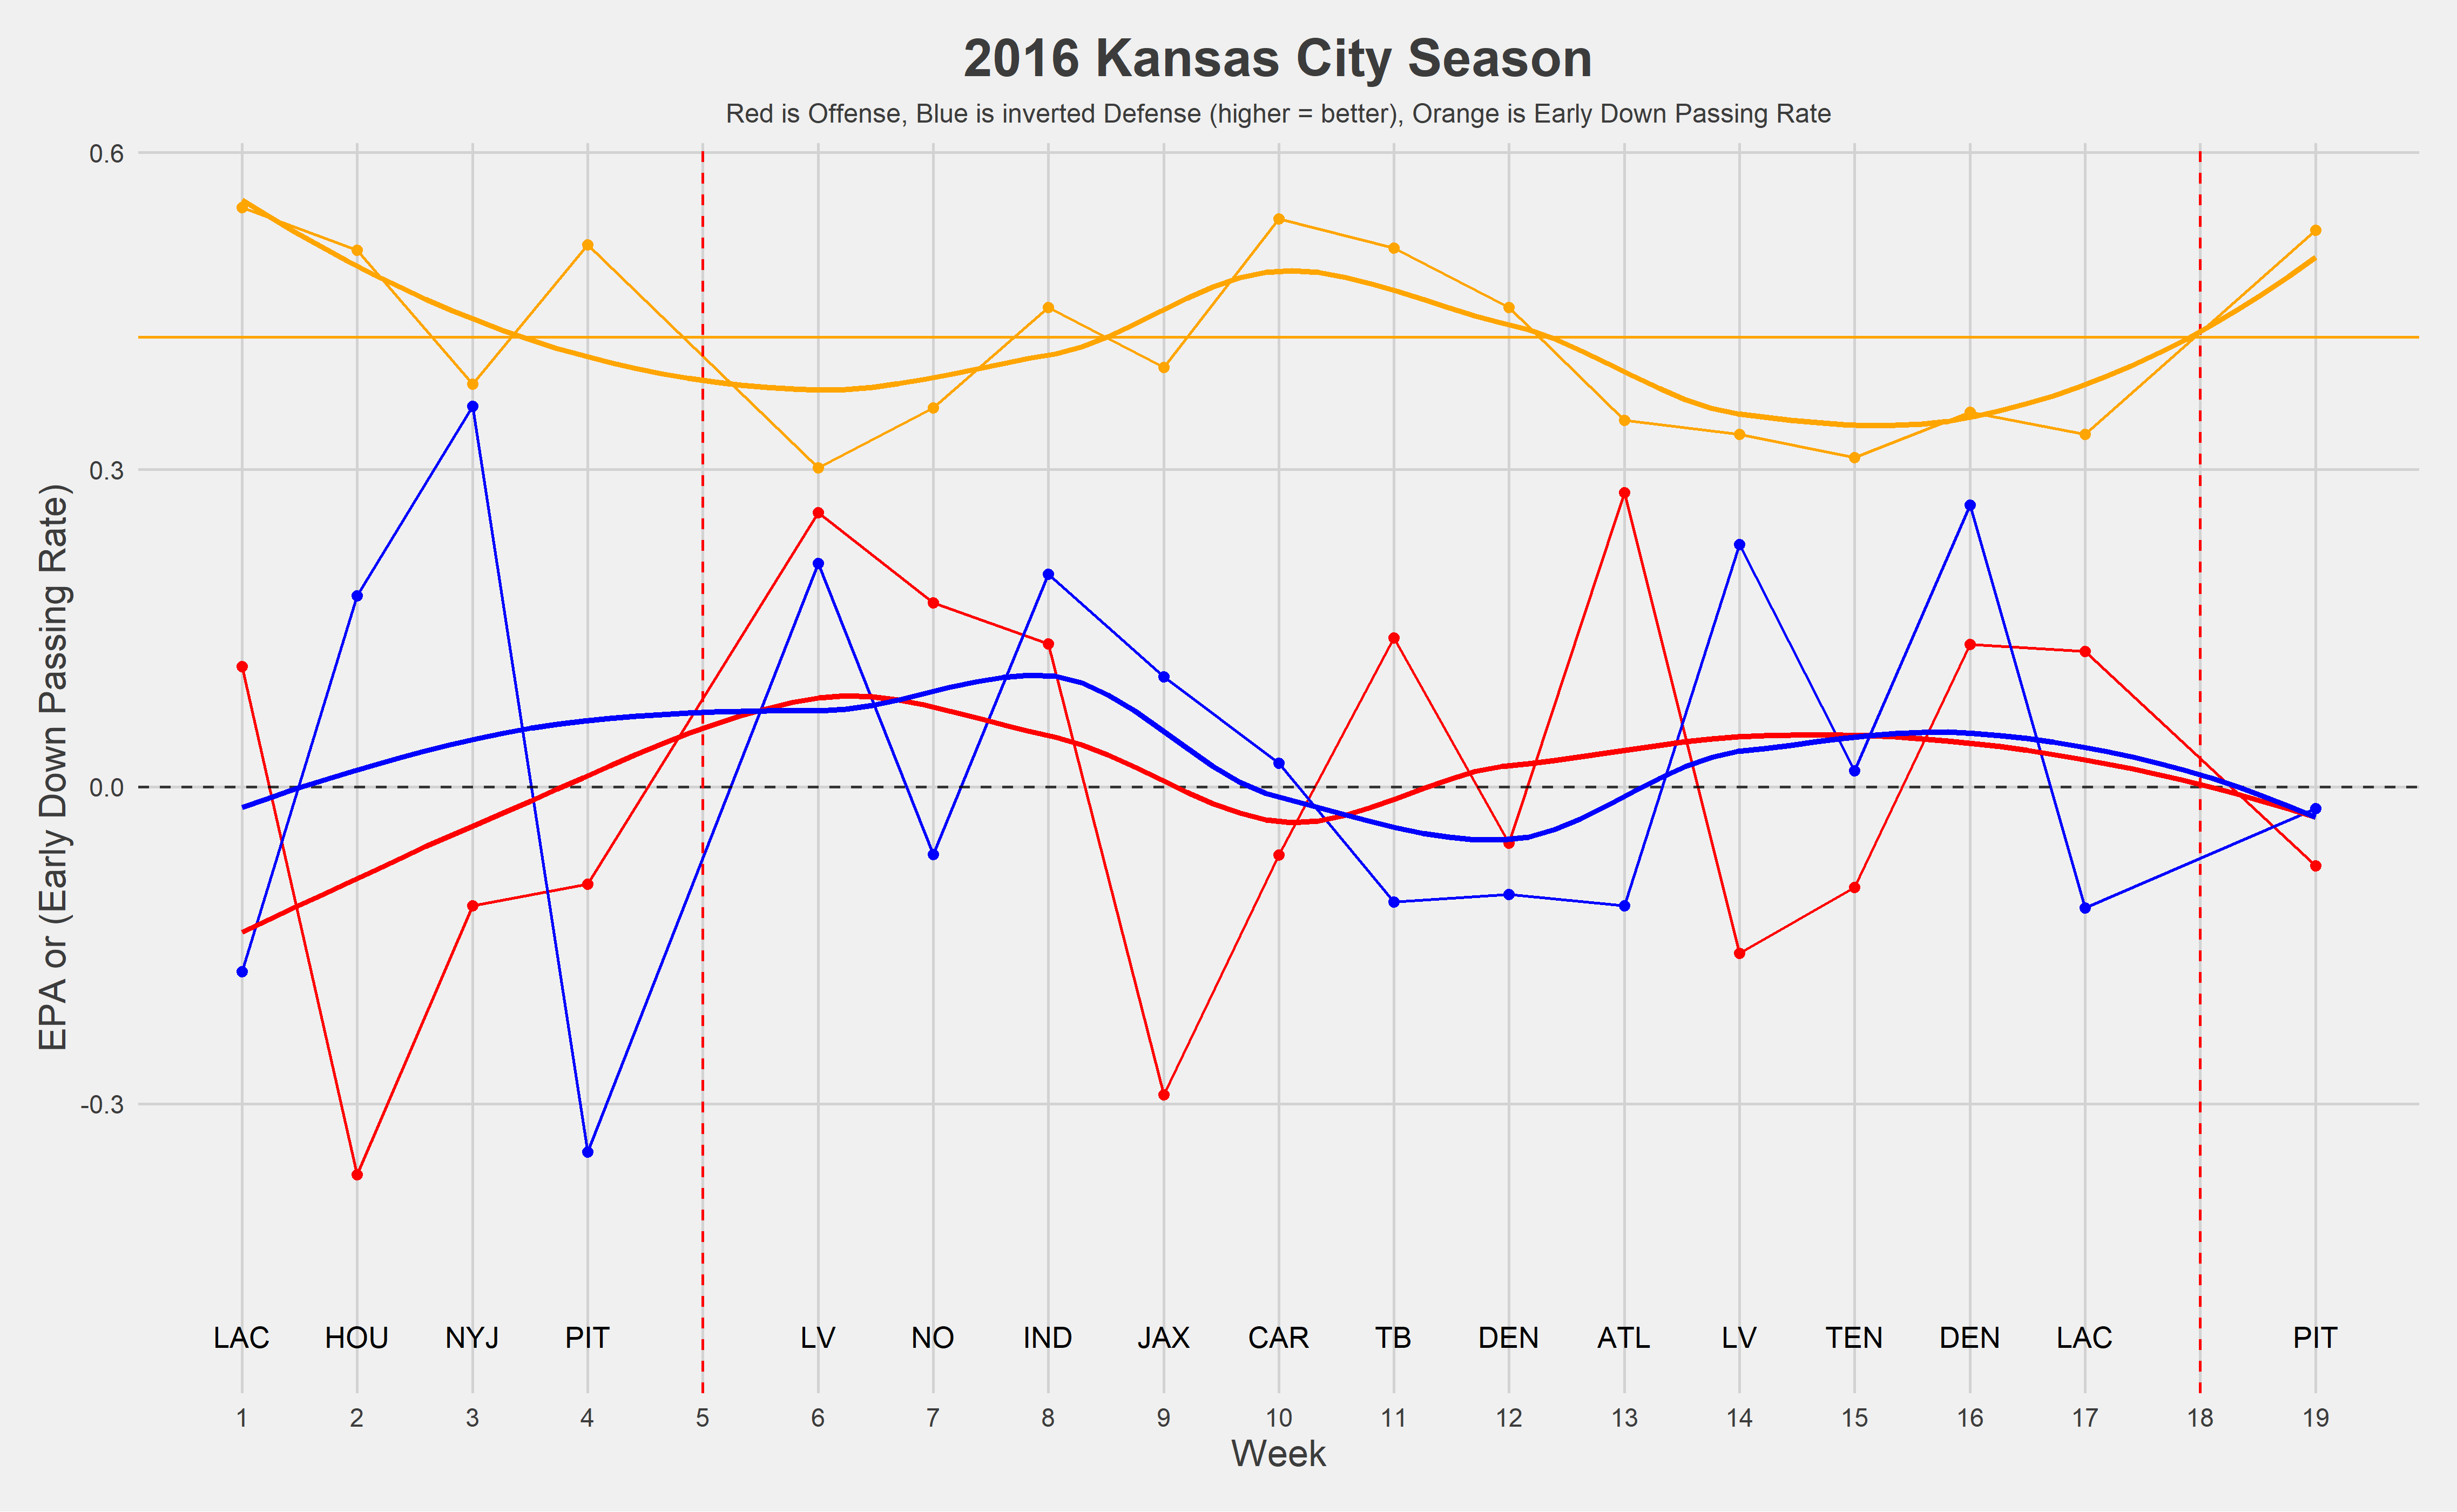 2016 Kansas City Season
Red is Offense, Blue is inverted Defense (higher = better), Orange is Early Down Passing Rate
EPA or (Early Down Passing Rate)
0.6
0.3
0.0
-0.3
LAC HOU NYJ PIT LV NO IND JAX CAR TB DEN ATL LV TEN DEN LAC PIT
1 2 3 4 5 6 7 8 9 10 11 12 13 14 15 16 17 18 19
Week